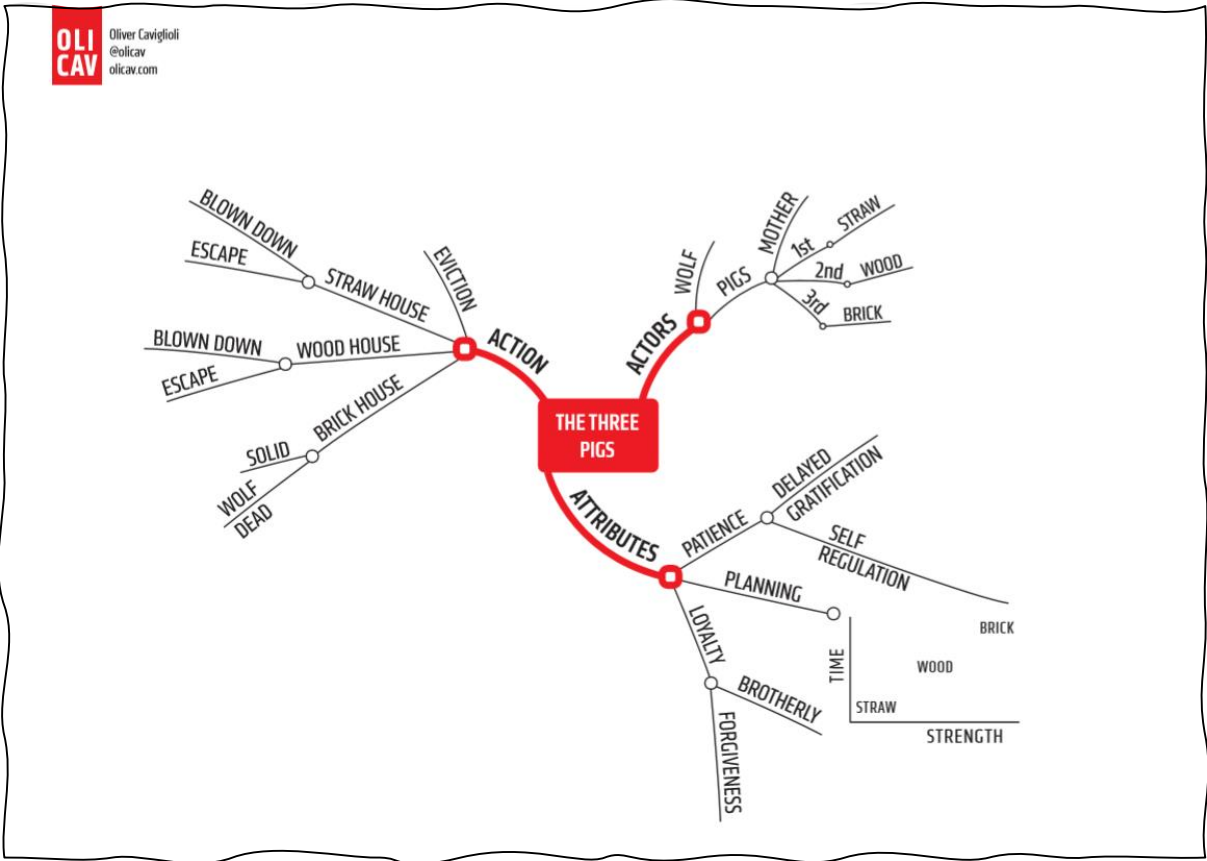 OLI
CAV
Oliver Caviglioli
@olicav
olicav.com
THE THREE
PIGS
ACTION
EVICTION
STRAW HOUSE
BLOWN DOWN
ESCAPE
WOOD HOUSE
BLOWN DOWN
ESCAPE
BRICK HOUSE
SOLID
WOLF
DEAD
ACTORS
WOLF
PIGS
MOTHER
1st
STRAW
2nd
WOOD
3rd
BRICK
ATTRIBUTES
PATIENCE
DELAYED
GRATIFICATION
SELF
REGULATION
PLANNING
TIME
BRICK
WOOD
STRAW
STRENGTH
LOYALTY
BROTHERLY
FORGIVENESS